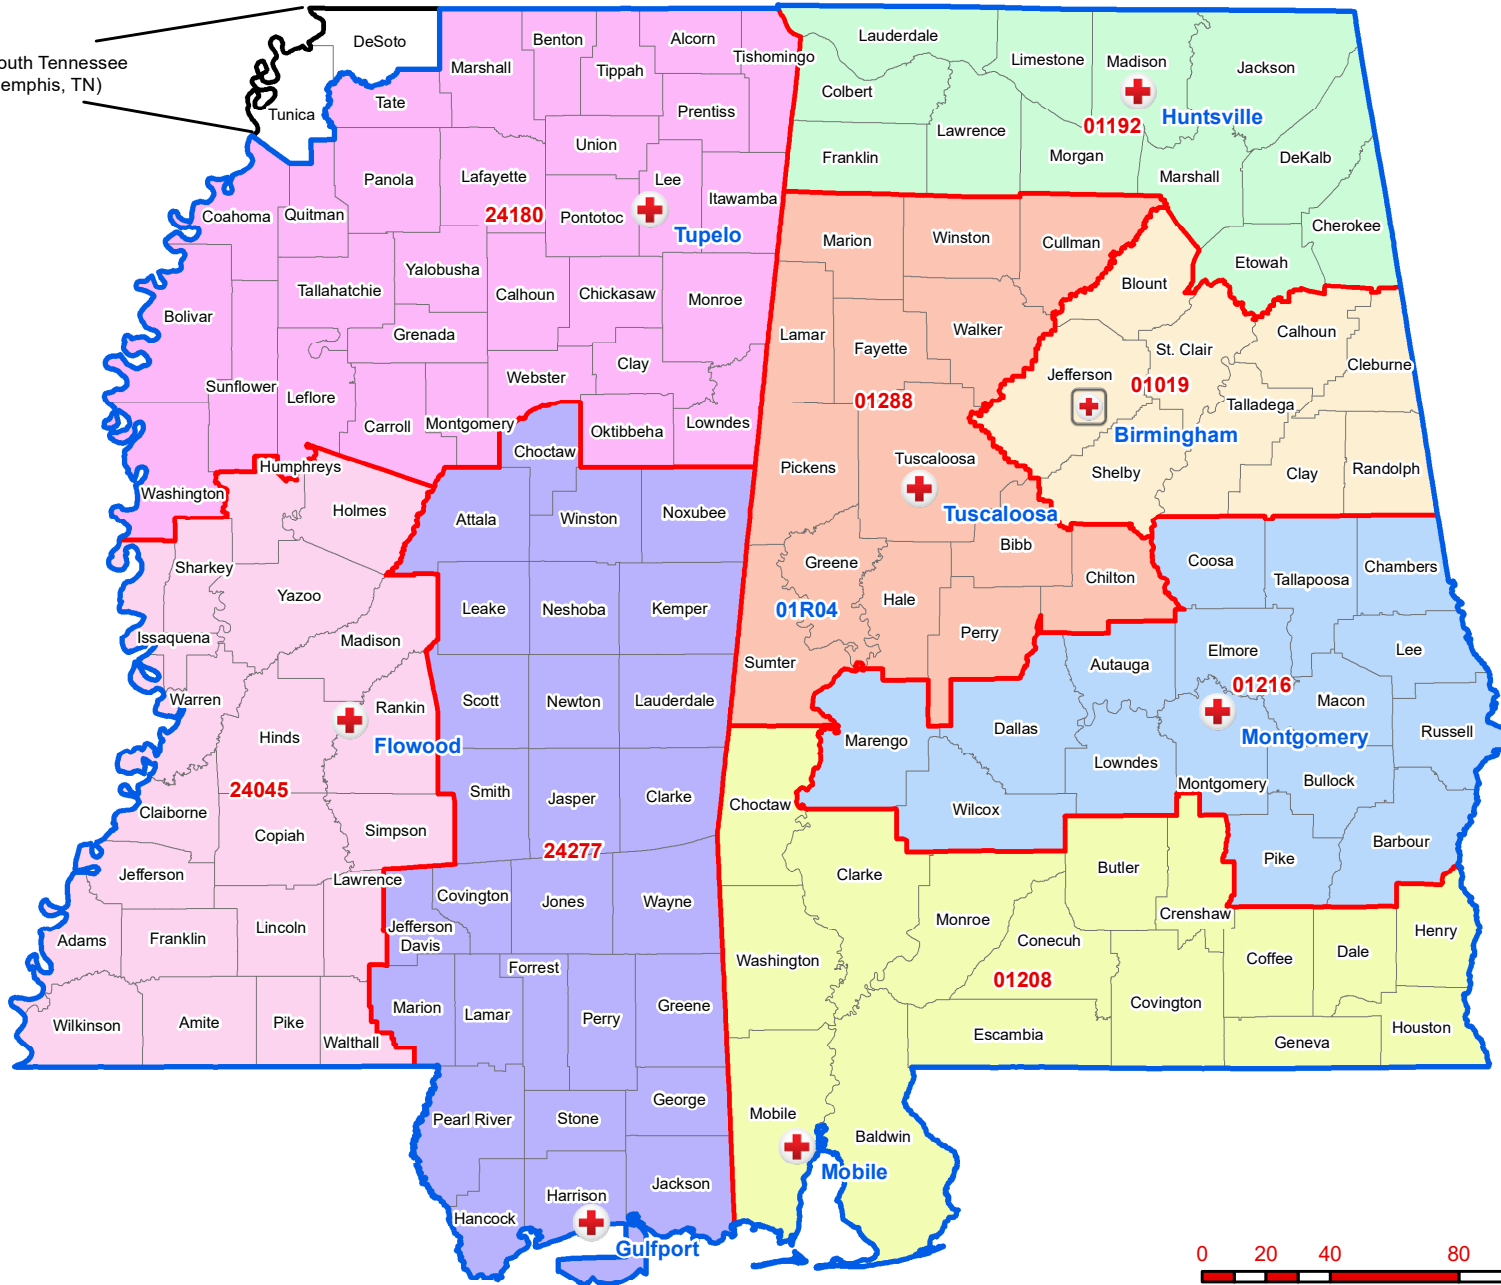 outh Tennessee
emphis, TN)
DeSoto
Tunica
Marshall
Benton
Tippah
Alcorn
Tishomingo
Tate
Prentiss
Union
Panola
Lafayette
Lee
Itawamba
Coahoma
Quitman
24180
Pontotoc
Tupelo
Yalobusha
Tallahatchie
Calhoun
Chickasaw
Monroe
Bolivar
Grenada
Clay
Webster
Sunflower
Leflore
Carroll
Montgomery
Oktibbeha
Lowndes
Choctaw
Humphreys
Washington
Holmes
Attala
Winston
Noxubee
Sharkey
Yazoo
Leake
Neshoba
Kemper
Issaquena
Madison
Warren
Rankin
Scott
Newton
Lauderdale
Hinds
Flowood
24045
Smith
Jasper
Clarke
Claiborne
Copiah
Simpson
24277
Jefferson
Lawrence
Covington
Jones
Wayne
Adams
Franklin
Lincoln
Jefferson
Davis
Forrest
Wilkinson
Amite
Pike
Walthall
Marion
Lamar
Perry
Greene
Pearl River
Stone
George
Hancock
Harrison
Jackson
Gulfport
Lauderdale
Limestone
Madison
Jackson
Colbert
01192
Huntsville
Lawrence
Franklin
Morgan
Marshall
DeKalb
Cherokee
Etowah
Marion
Winston
Cullman
Blount
Lamar
Fayette
Walker
St. Clair
Calhoun
Cleburne
Jefferson
01019
01288
Talladega
Birmingham
Pickens
Tuscaloosa
Shelby
Clay
Randolph
Tuscaloosa
Bibb
Greene
Chilton
Coosa
Tallapoosa
Chambers
01R04
Hale
Perry
Sumter
Autauga
Elmore
Lee
01216
Macon
Marengo
Dallas
Montgomery
Russell
Lowndes
Montgomery
Bullock
Choctaw
Wilcox
Pike
Barbour
Clarke
Butler
Monroe
Crenshaw
Conecuh
Henry
Washington
01208
Coffee
Dale
Covington
Escambia
Geneva
Houston
Mobile
Baldwin
Mobile
0 20 40 80